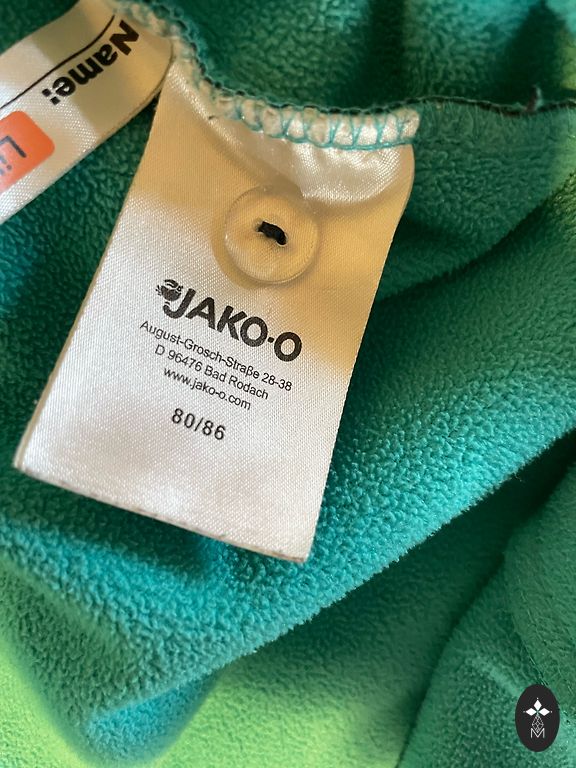 Name:
JAKO-O
August-Grosch-Straße 28-38
D 96476 Bad Rodach
www.jako-o.com
80/86
M